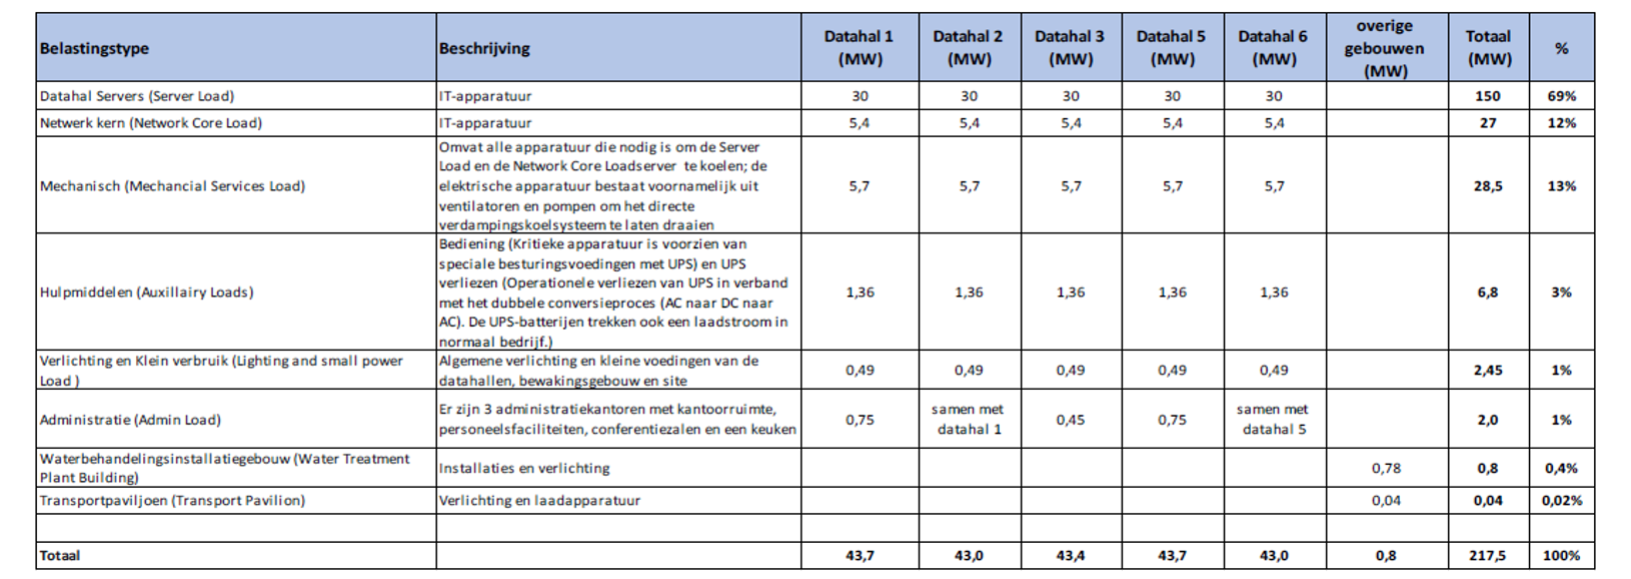 Belastingstype Beschrijving Datahal 1 (MW) Datahal 2 (MW) Datahal 3 (MW) Datahal 5 (MW) Datahal 6 (MW) overige gebouwen (MW) Totaal (MW) %
Datahal Servers (Server Load) IT-apparatuur 30 30 30 30 30 150 69%
Netwerk kern (Network Core Load) IT-apparatuur 5,4 5,4 5,4 5,4 5,4 27 12%
Omvat alle apparatuur die nodig is om de Server
Load en de Network Core Loadserver te koelen; de
Mechanisch (Mechancial Services Load) elektrische apparatuur bestaat voornamelijk uit 5,7 5,7 5,7 5,7 5,7 28,5 13%
ventilatoren en pompen om het directe
verdampingskoelsysteem te laten draaien
Bediening (Kritieke apparatuur is voorzien van
speciale besturingsvoedingen met UPS) en UPS
verliezen (Operationele verliezen van UPS in verband
Hulpmiddelen (Auxillairy Loads) met het dubbele conversieproces (AC naar DC naar 1,36 1,36 1,36 1,36 1,36 6,8 3%
AC). De UPS-batterijen trekken ook een laadstroom in
normaal bedrijf.)
Verlichting en Klein verbruik (Lighting and small power Algemene verlichting en kleine voedingen van de
Load ) datahallen, bewakingsgebouw en site 0,49 0,49 0,49 0,49 0,49 2,45 1%
Administratie (Admin Load) Er zijn 3 administratiekantoren met kantoorruimte,
personeelsfaciliteiten, conferentiezalen en een keuken 0,75 samen met datahal 1 0,45 0,75 samen met datahal 5 2,0 1%
Waterbehandelingsinstallatiegebouw (Water Treatment
Plant Building) Installaties en verlichting 0,78 0,8 0,4%
Transportpaviljoen (Transport Pavilion) Verlichting en laadapparatuur 0,04 0,04 0,02%
Totaal 43,7 43,0 43,4 43,7 43,0 0,8 217,5 100%